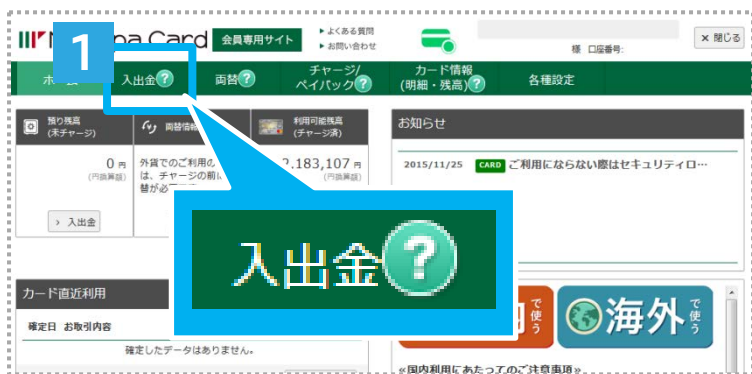 1
Card 会員専用サイト
よくある質問
お問い合わせ
様 口座番号:
× 閉じる
入出金?
両替?
チャージ/
ペイバック?
カード情報
(明細・残高)?
各種設定
預り残高
(未チャージ)
両替情報
利用可能残高
(チャージ済)
0 円
(円換算額)
外貨でのご利用の
は、チャージの前に
替が必
2,183,107 円
(円換算額)
> 入出金
お知らせ
2015/11/25 CARD ご利用にならない際はセキュリティロ…
入出金?
カード直近利用
確定日 お取引内容
確定したデータはありません。
で使う
海外で使う
≪国内利用にあたってのご注意事項≫